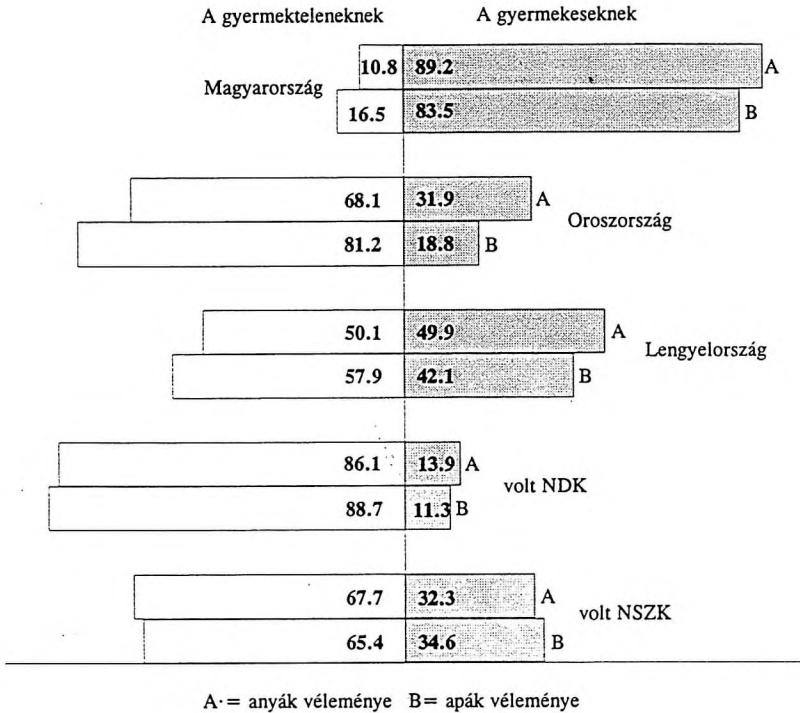 A gyermekteleneknek A gyermekeseknek
10.8 89.2 A
Magyarország
16.5 83.5 B
68.1 31.9 A
Oroszország
81.2 18.8 B
50.1 49.9 A
Lengyelország
57.9 42.1 B
86.1 13.9 A
volt NDK
88.7 11.3 B
67.7 32.3 A
volt NSZK
65.4 34.6 B
A·= anyák véleménye B= apák véleménye